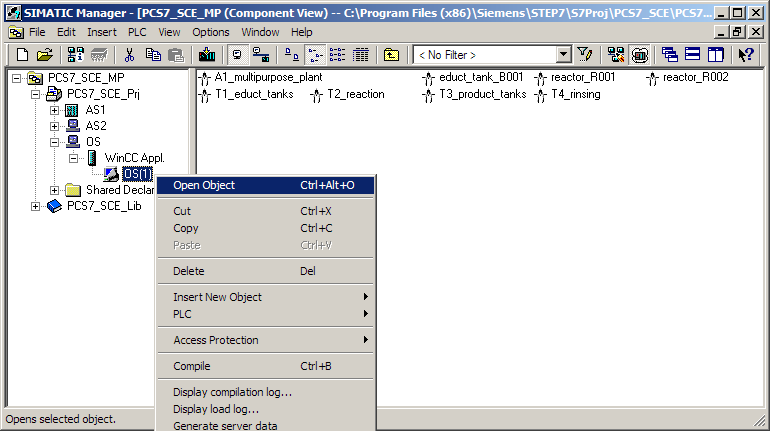 SIMATIC Manager - [PCS7_SCE_MP (Component View) -- C:\Program Files (x86)\Siemens\STEP7\S7Proj\PCS7_SCE\PCS7...
File Edit Insert PLC View Options Window Help
< No Filter >
PCS7_SCE_MP
PCS7_SCE_Prj
AS1
AS2
OS
WinCC Appl.
OS(1)
Shared Declar
PCS7_SCE_Lib
A1_multipurpose_plant educt_tank_B001 reactor_R001 reactor_R002
T1_educt_tanks T2_reaction T3_product_tanks T4_rinsing
Open Object Ctrl+Alt+O
Cut Ctrl+X
Copy Ctrl+C
Paste Ctrl+V
Delete Del
Insert New Object
PLC
Access Protection
Compile Ctrl+B
Display compilation log...
Display load log...
Generate server data
Opens selected object.